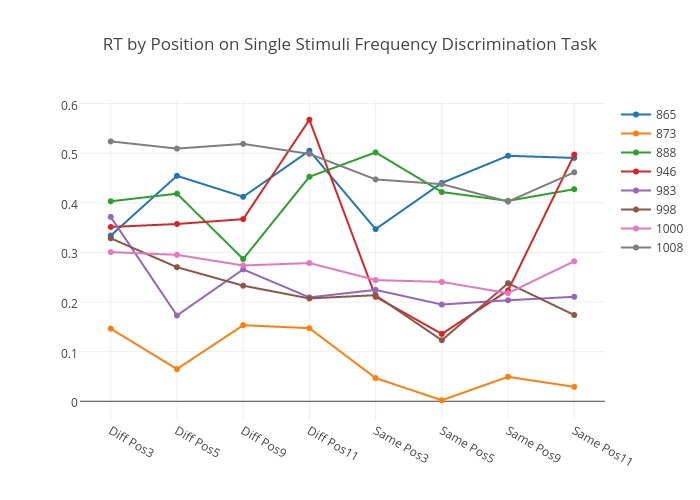 RT by Position on Single Stimuli Frequency Discrimination Task
0.6
0.5
0.4
0.3
0.2
0.1
0
Diff Pos3
Diff Pos5
Diff Pos9
Diff Pos11
Same Pos3
Same Pos5
Same Pos9
Same Pos11
865
873
888
946
983
998
1000
1008